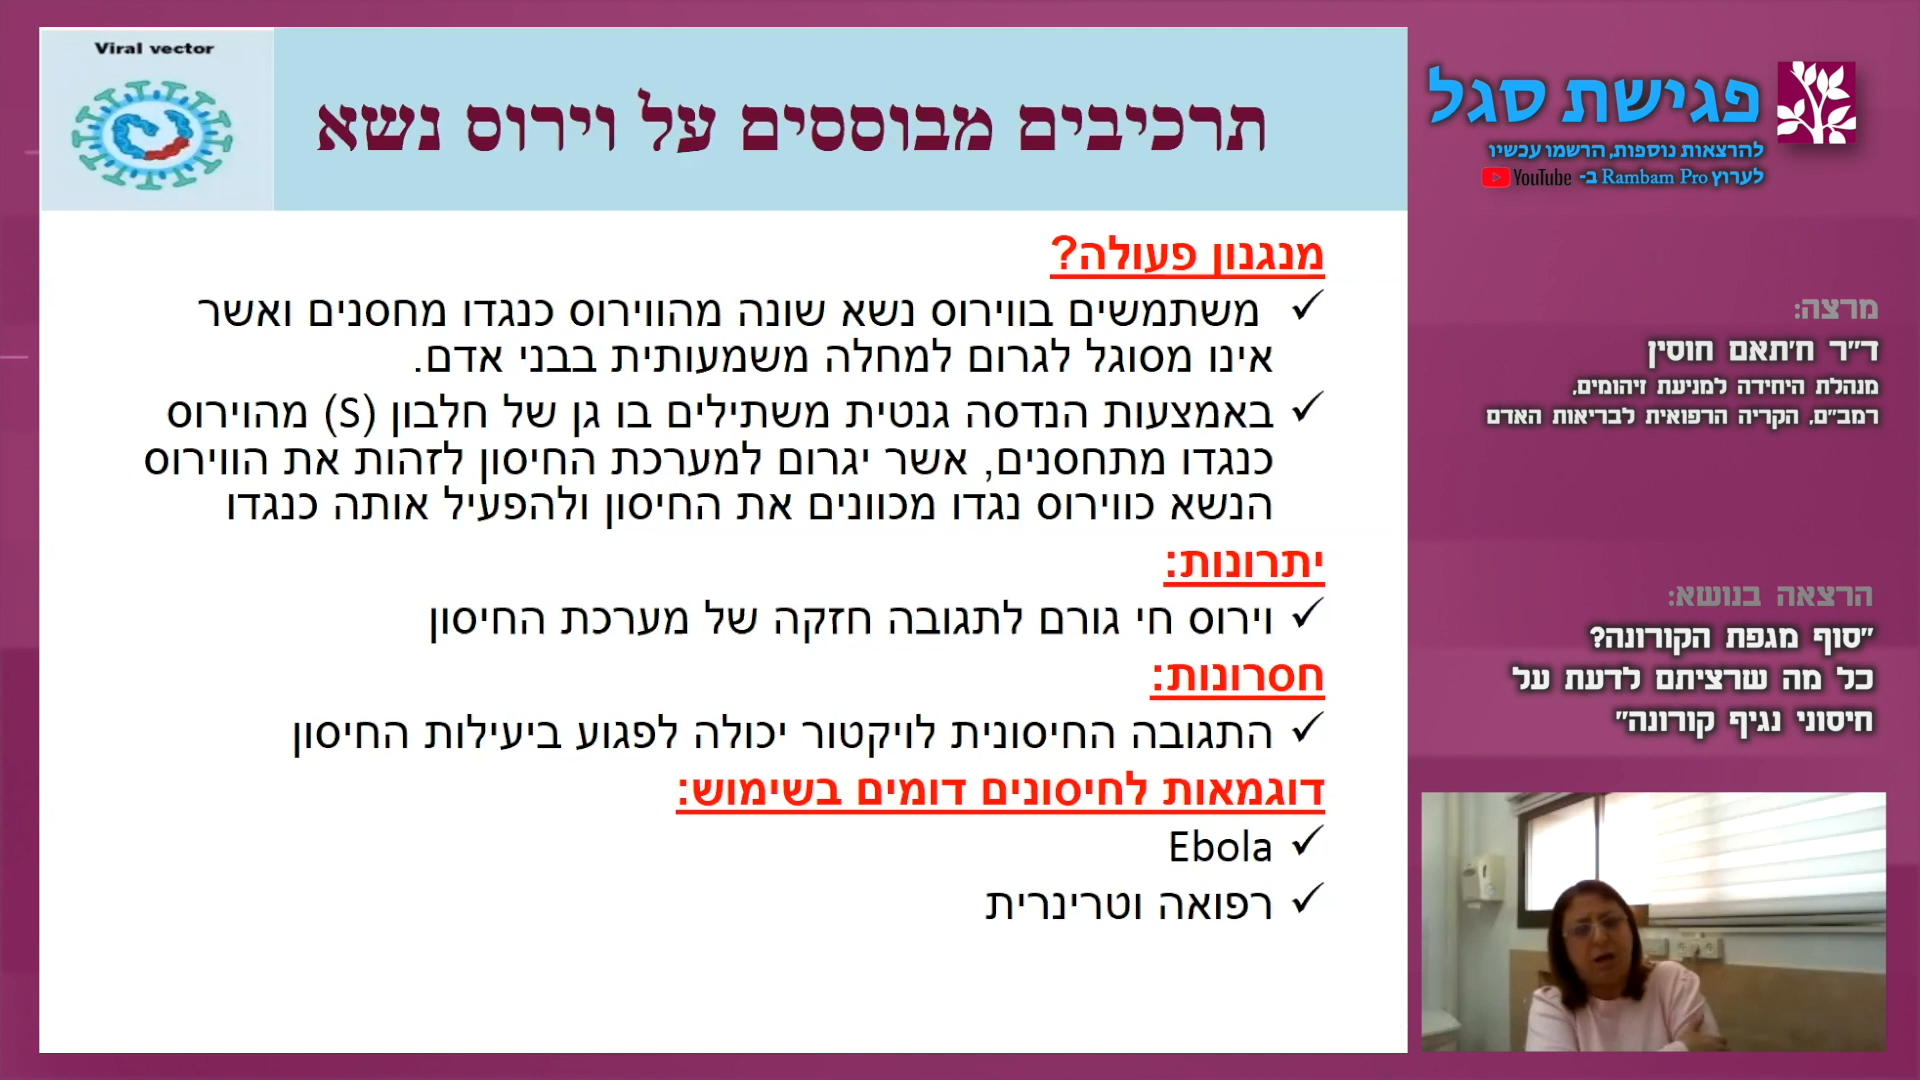 Viral vector
תרכיבים מבוססים על וירוס נשא
מנגנון פעולה?
✓ משתמשים בווירוס נשא שונה מהווירוס כנגדו מחסנים ואשר
אינו מסוגל לגרום למחלה משמעותית בבני אדם.
✓ באמצעות הנדסה גנטית משתילים בו גן של חלבון (S) מהוירוס
כנגדו מתחסנים, אשר יגרום למערכת החיסון לזהות את הווירוס
הנשא כווירוס נגדו מכוונים את החיסון ולהפעיל אותה כנגדו
יתרונות:
✓ וירוס חי גורם לתגובה חזקה של מערכת החיסון
חסרונות:
✓ התגובה החיסונית לויקטור יכולה לפגוע ביעילות החיסון
דוגמאות לחיסונים דומים בשימוש:
✓ Ebola
✓ רפואה וטרינרית
פגישת סגל
להרצאות נוספות, הרשמו עכשיו
לערוץ Rambam Pro ב- YouTube
מרצה:
ד"ר ח'תאם חוסין
מנהלת היחידה למניעת זיהומים,
רמב"ם, הקריה הרפואית לבריאות האדם
הרצאה בנושא:
"סוף מגפת הקורונה?
כל מה שרציתם לדעת על
חיסוני נגיף קורונה"